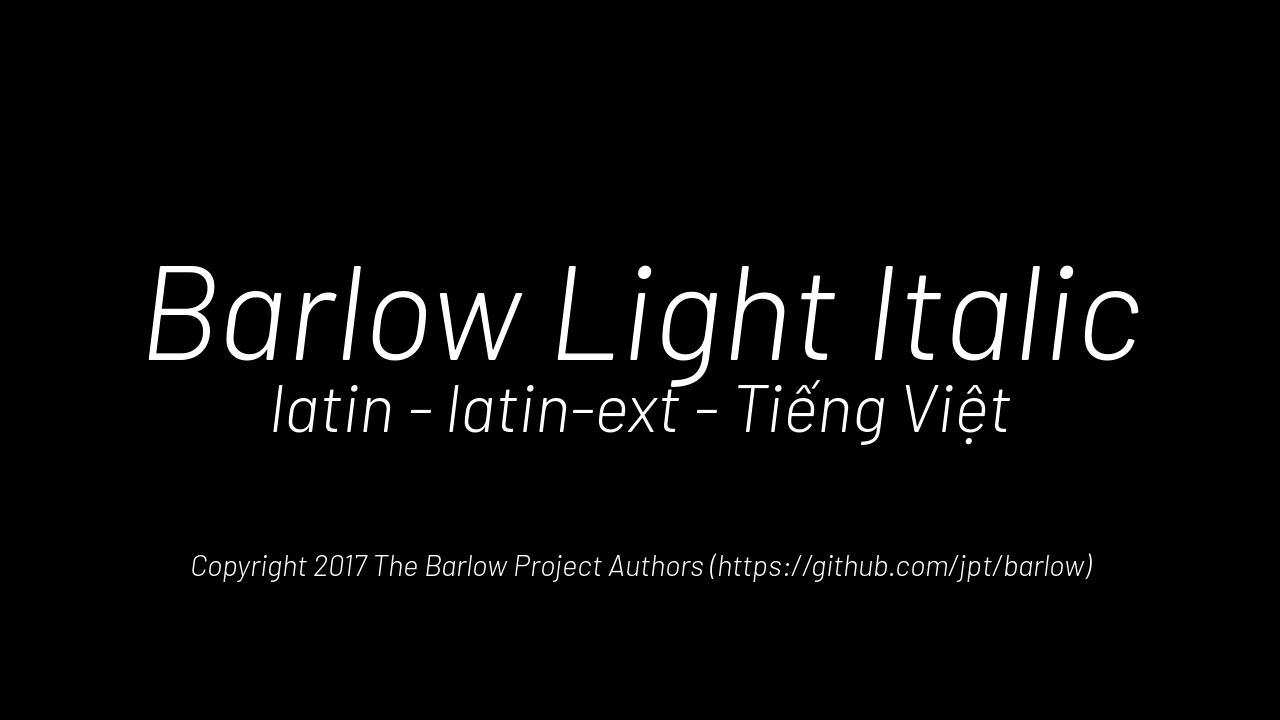 Barlow Light Italic
latin - latin-ext - Tiếng Việt
Copyright 2017 The Barlow Project Authors (https://github.com/jpt/barlow)